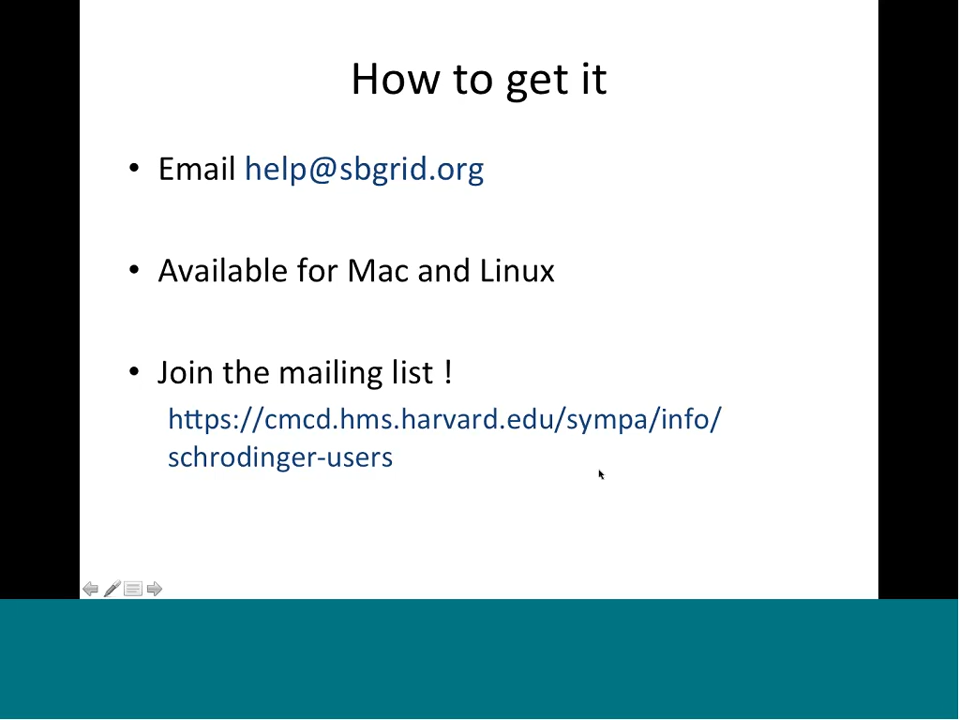 How to get it
• Email help@sbgrid.org
• Available for Mac and Linux
• Join the mailing list !
https://cmcd.hms.harvard.edu/sympa/info/
schrodinger-users